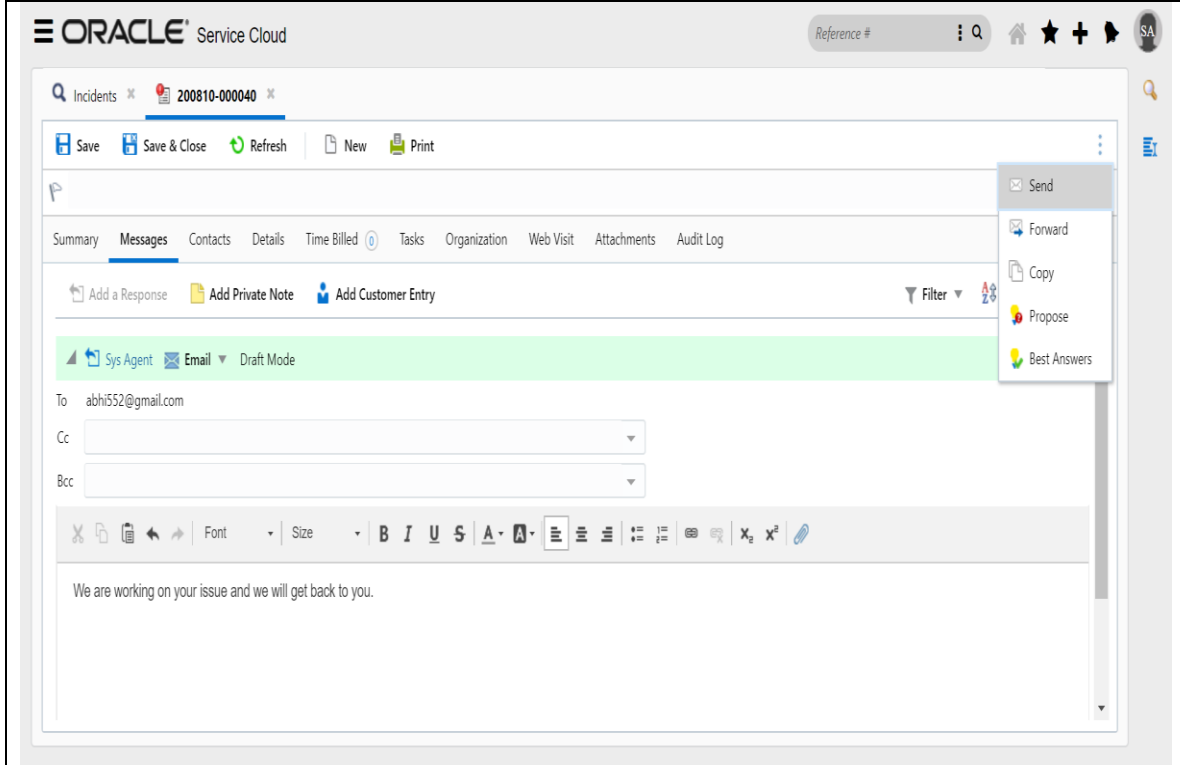 ORACLE Service Cloud Reference # SA
Incidents 200810-000040
Save Save & Close Refresh New Print
Send
Forward
Copy
Propose
Best Answers
Summary Messages Contacts Details Time Billed 0 Tasks Organization Web Visit Attachments Audit Log
Add a Response Add Private Note Add Customer Entry Filter
Sys Agent Email Draft Mode
To abhi552@gmail.com
Cc
Bcc
Font Size B I U S A A X₂ X²
We are working on your issue and we will get back to you.